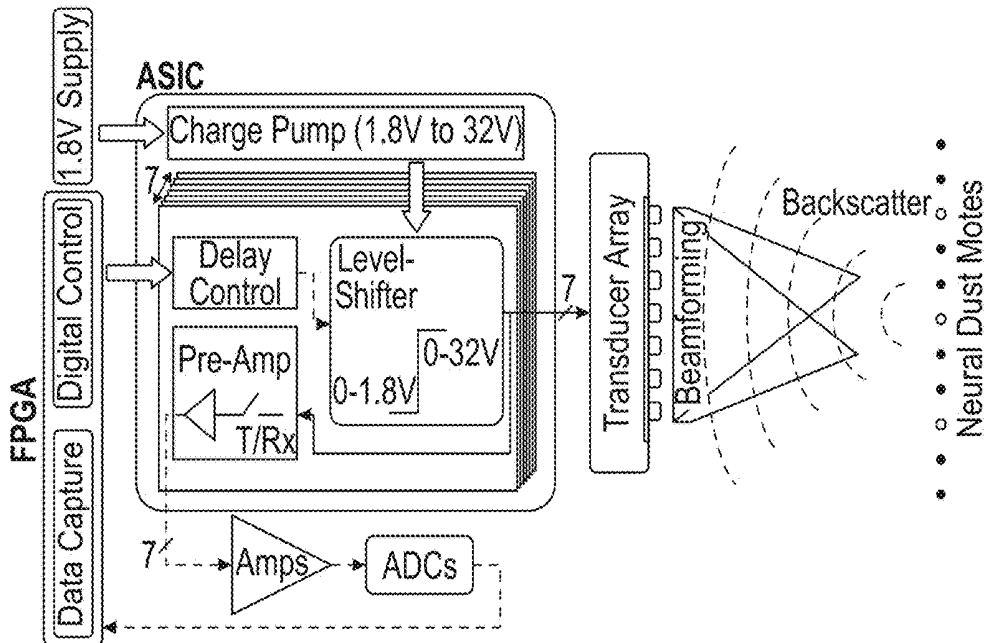 1.8V Supply
FPGA
Digital Control
Data Capture
ASIC
Charge Pump (1.8V to 32V)
7
Delay
Control
Level-
Shifter
0-32V
0-1.8V
Pre-Amp
T/Rx
7
Transducer Array
Beamforming
Backscatter
Neural Dust Motes
7
Amps
ADCs